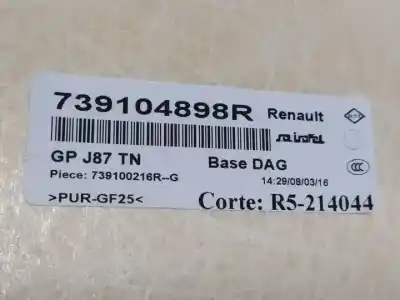 739104898R Renault
GP J87 TN Base DAG
Piece: 739100216R--G 14:29/08/03/16
>PUR-GF25< Corte: R5-214044